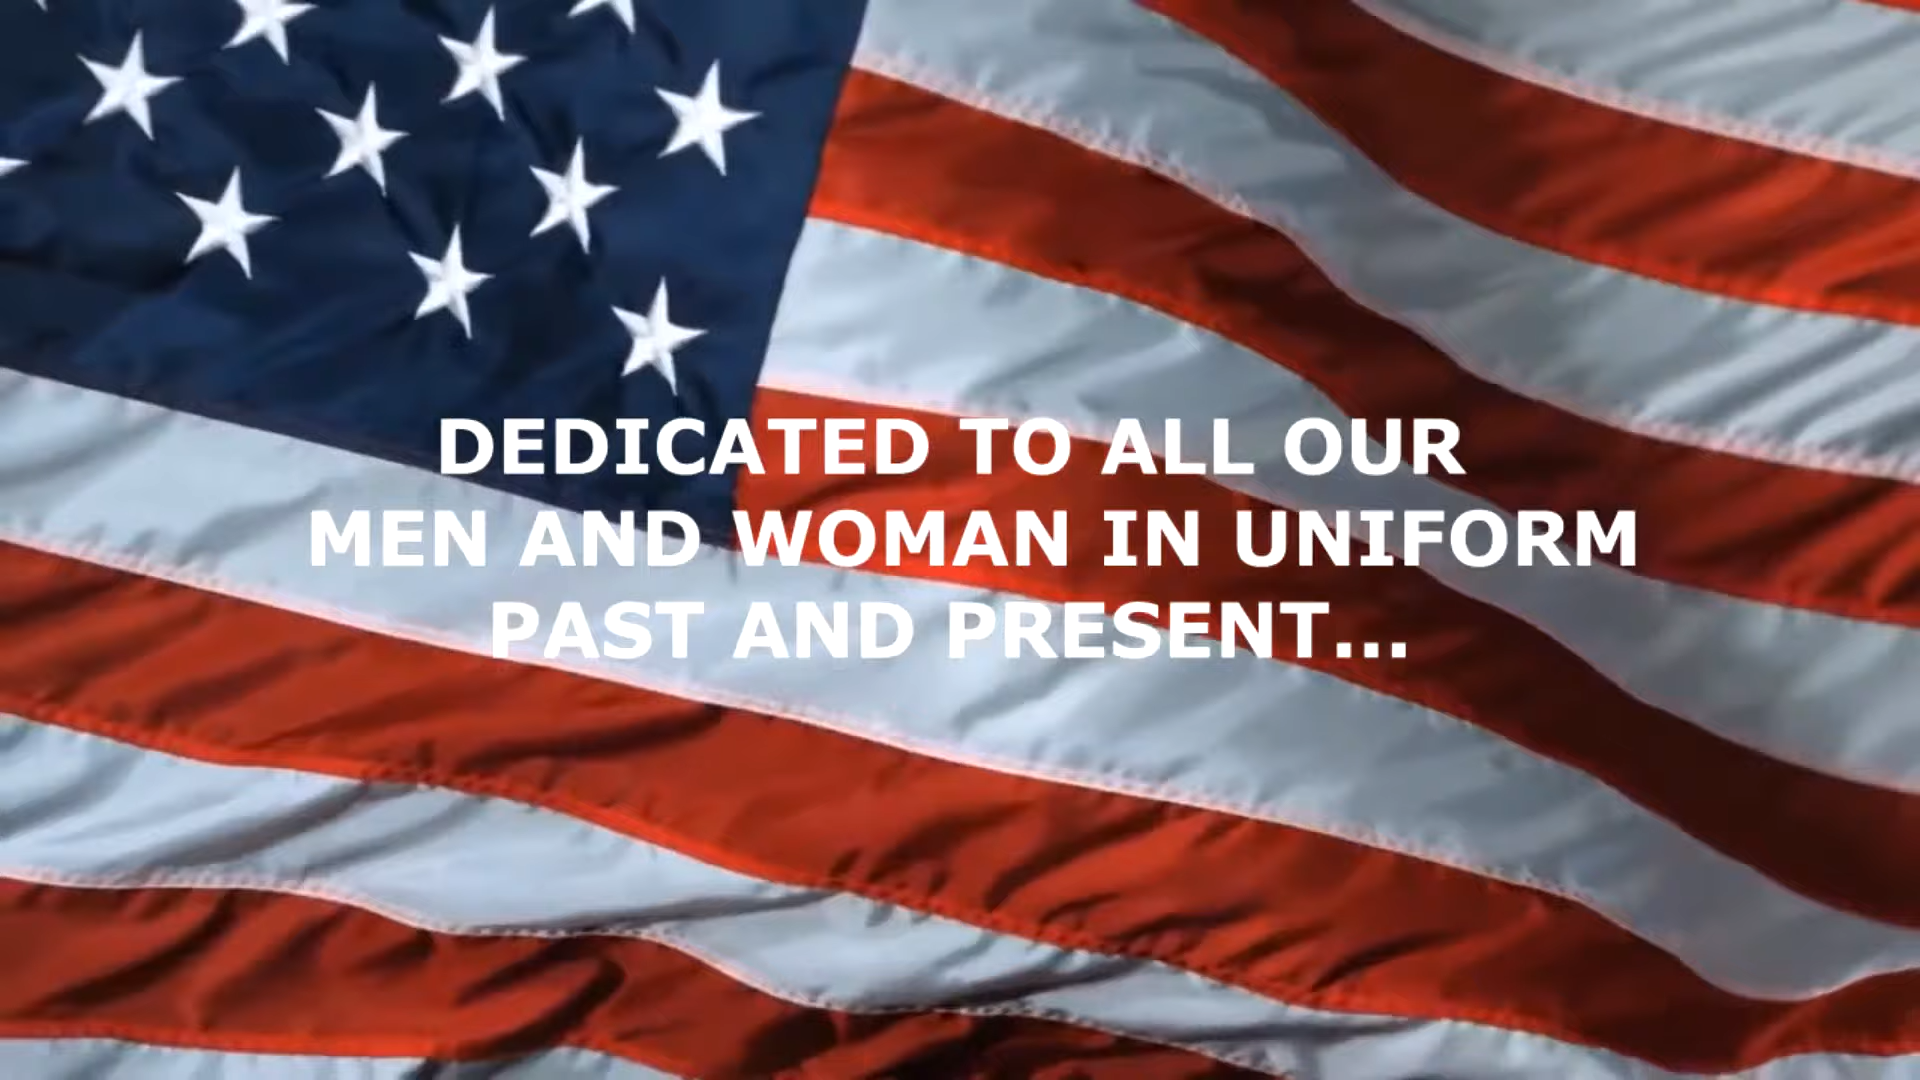 DEDICATED TO ALL OUR
MEN AND WOMAN IN UNIFORM
PAST AND PRESENT...